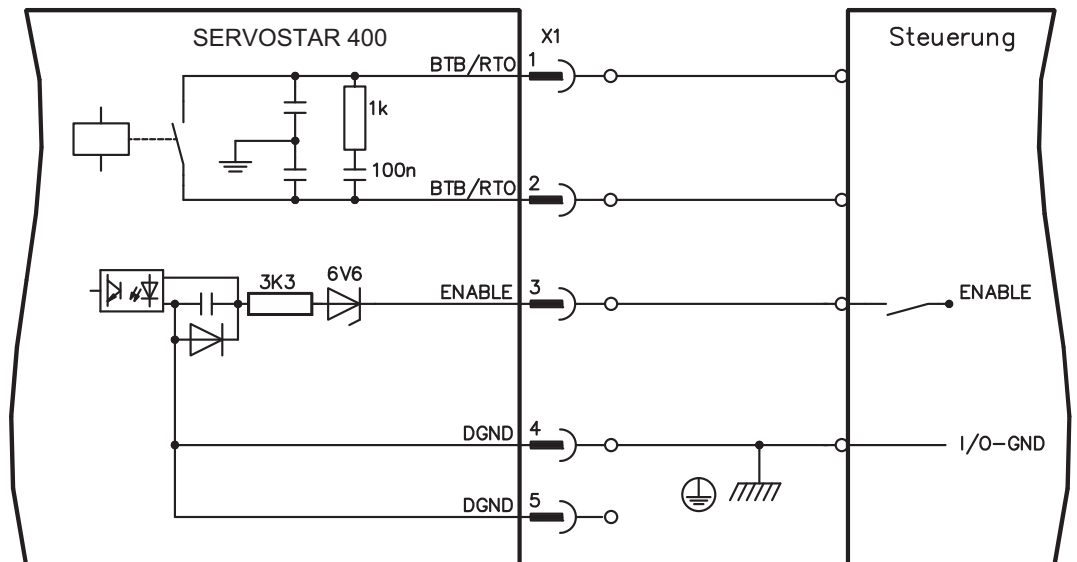 SERVOSTAR 400
X1
Steuerung
BTB/RTO
1
1k
100n
BTB/RTO
2
3K3
6V6
ENABLE
3
ENABLE
DGND
4
I/O-GND
DGND
5